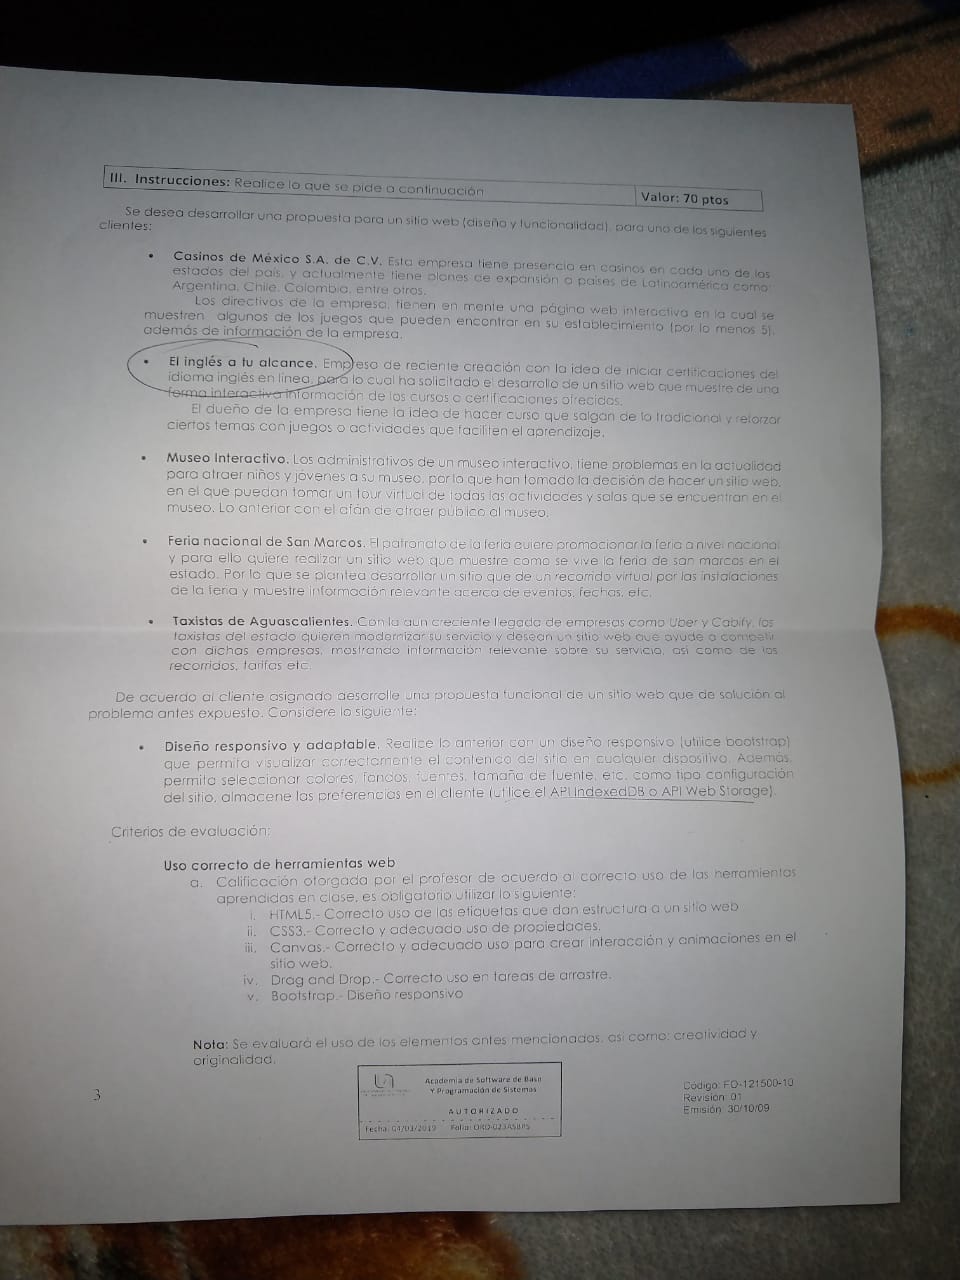 III. Instrucciones: Realice lo que se pide a continuación
Valor: 70 ptos
Se desea desarrollar una propuesta para un sitio web (diseño y funcionalidad), para uno de los siguientes
clientes:
• Casinos de México S.A. de C.V. Esta empresa tiene presencia en casinos en cada uno de los
estados del país, y actualmente tiene planes de expansión a países de Latinoamérica como:
Argentina, Chile, Colombia, entre otros.
Los directivos de la empresa, tienen en mente una página web interactiva en la cual se
muestren algunos de los juegos que pueden encontrar en su establecimiento (por lo menos 5),
además de información de la empresa.
• El inglés a tu alcance. Empresa de reciente creación con la idea de iniciar certificaciones del
idioma inglés en línea, para lo cual ha solicitado el desarrollo de un sitio web que muestre de una
forma interactiva información de los cursos o certificaciones ofrecidas.
El dueño de la empresa tiene la idea de hacer curso que salgan de lo tradicional y reforzar
ciertos temas con juegos o actividades que faciliten el aprendizaje.
• Museo Interactivo. Los administrativos de un museo interactivo, tiene problemas en la actualidad
para atraer niños y jóvenes a su museo, por lo que han tomado la decisión de hacer un sitio web,
en el que puedan tomar un tour virtual de todas las actividades y salas que se encuentran en el
museo. Lo anterior con el afán de atraer publico al museo.
• Feria nacional de San Marcos. El patronato de la feria quiere promocionar la feria a nivel nacional
y para ello quiere realizar un sitio web que muestre como se vive la feria de san marcos en el
estado. Por lo que se plantea desarrollar un sitio que de un recorrido virtual por las instalaciones
de la feria y muestre información relevante acerca de eventos, fechas, etc.
• Taxistas de Aguascalientes. Con la aun creciente llegada de empresas como Uber y Cabify, los
taxistas del estado quieren modernizar su servicio y desean un sitio web que ayude a competir
con dichas empresas, mostrando información relevante sobre su servicio, así como de los
recorridos, tarifas etc.
De acuerdo al cliente asignado desarrolle una propuesta funcional de un sitio web que de solución al
problema antes expuesto. Considere lo siguiente:
• Diseño responsivo y adaptable. Realice lo anterior con un diseño responsivo (utilice bootstrap)
que permita visualizar correctamente el contenido del sitio en cualquier dispositivo. Además,
permita seleccionar colores, fondos, fuentes, tamaño de fuente, etc. como tipo configuración
del sitio, almacene las preferencias en el cliente (utilice el API IndexedDB o API Web Storage).
Criterios de evaluación:
Uso correcto de herramientas web
a. Calificación otorgada por el profesor de acuerdo al correcto uso de las herramientas
aprendidas en clase, es obligatorio utilizar lo siguiente:
i. HTML5.- Correcto uso de las etiquetas que dan estructura a un sitio web
ii. CSS3.- Correcto y adecuado uso de propiedades.
iii. Canvas.- Correcto y adecuado uso para crear interacción y animaciones en el
sitio web.
iv. Drag and Drop.- Correcto uso en tareas de arrastre.
v. Bootstrap.- Diseño responsivo
Nota: Se evaluará el uso de los elementos antes mencionados, así como: creatividad y
originalidad.
3
Academia de Software de Base
Y Programación de Sistemas
AUTORIZADO
Fecha: 04/03/2019 Folio: ORD-023ASBPS
Código: FO-121500-10
Revisión: 01
Emisión: 30/10/09